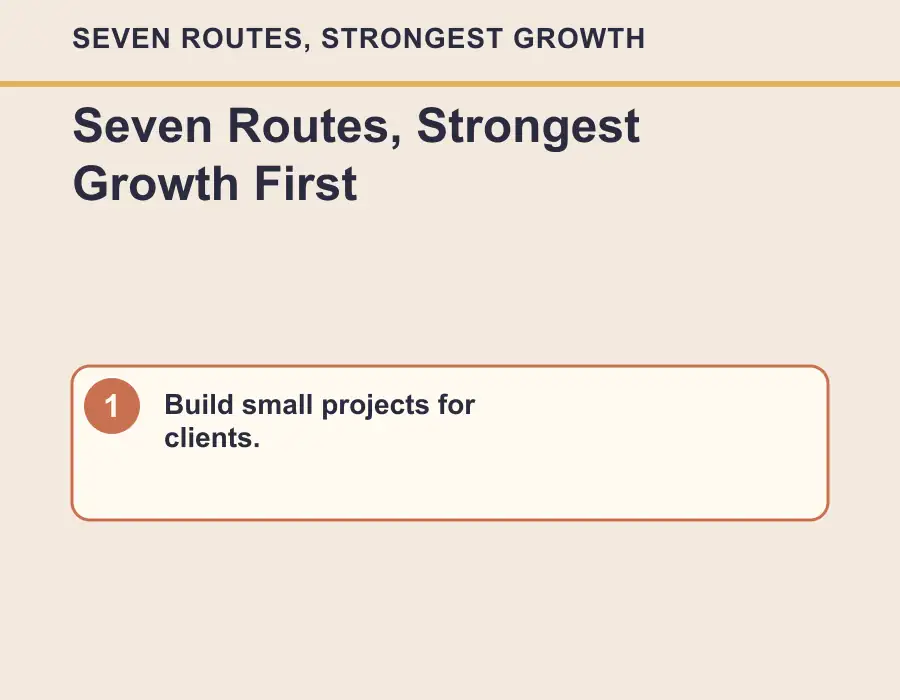 SEVEN ROUTES, STRONGEST GROWTH
Seven Routes, Strongest
Growth First
1
Build small projects for
clients.